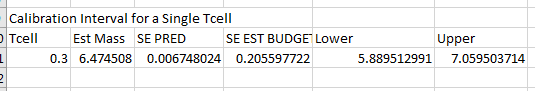 Calibration Interval for a Single Tcell
Tcell Est Mass SE PRED SE EST BUDGET Lower Upper
0.3 6.474508 0.006748024 0.205597722 5.889512991 7.059503714